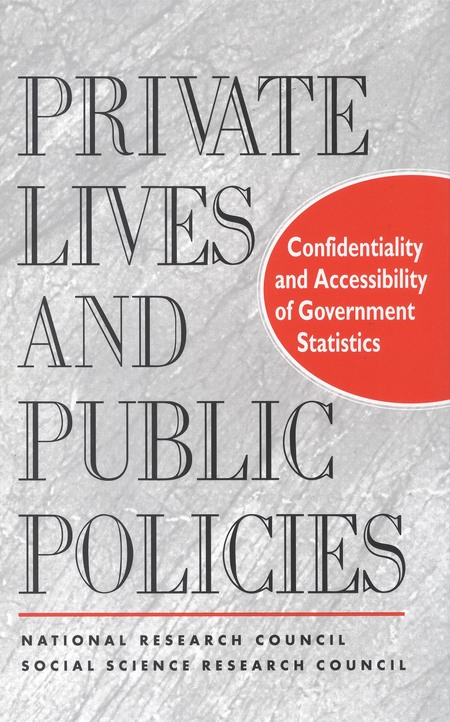 PRIVATE
LIVES
AND
PUBLIC
POLICIES
Confidentiality
and Accessibility
of Government
Statistics
NATIONAL RESEARCH COUNCIL
SOCIAL SCIENCE RESEARCH COUNCIL